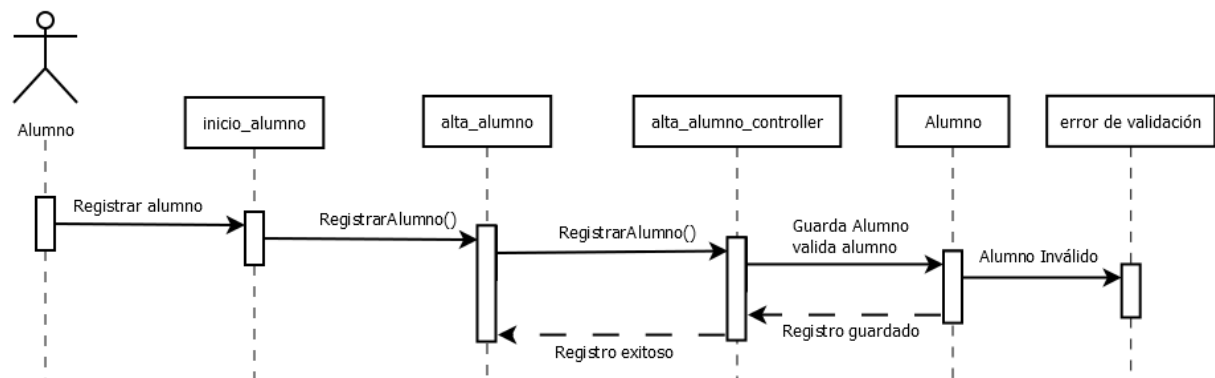 Alumno
inicio_alumno
alta_alumno
alta_alumno_controller
Alumno
error de validación
Registrar alumno
RegistrarAlumno()
RegistrarAlumno()
Guarda Alumno
valida alumno
Alumno Inválido
Registro guardado
Registro exitoso